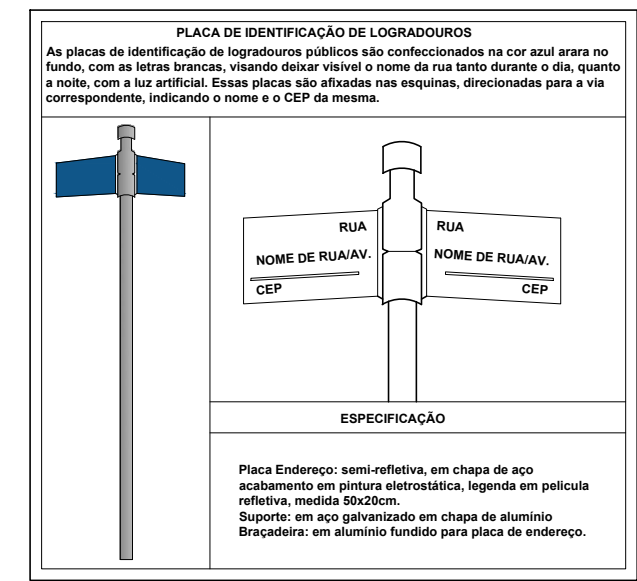 PLACA DE IDENTIFICAÇÃO DE LOGRADOUROS
As placas de identificação de logradouros públicos são confeccionados na cor azul arara no
fundo, com as letras brancas, visando deixar visível o nome da rua tanto durante o dia, quanto
a noite, com a luz artificial. Essas placas são afixadas nas esquinas, direcionadas para a via
correspondente, indicando o nome e o CEP da mesma.
RUA
NOME DE RUA/AV.
CEP
RUA
NOME DE RUA/AV.
CEP
ESPECIFICAÇÃO
Placa Endereço: semi-refletiva, em chapa de aço
acabamento em pintura eletrostática, legenda em pelicula
refletiva, medida 50x20cm.
Suporte: em aço galvanizado em chapa de alumínio
Braçadeira: em alumínio fundido para placa de endereço.